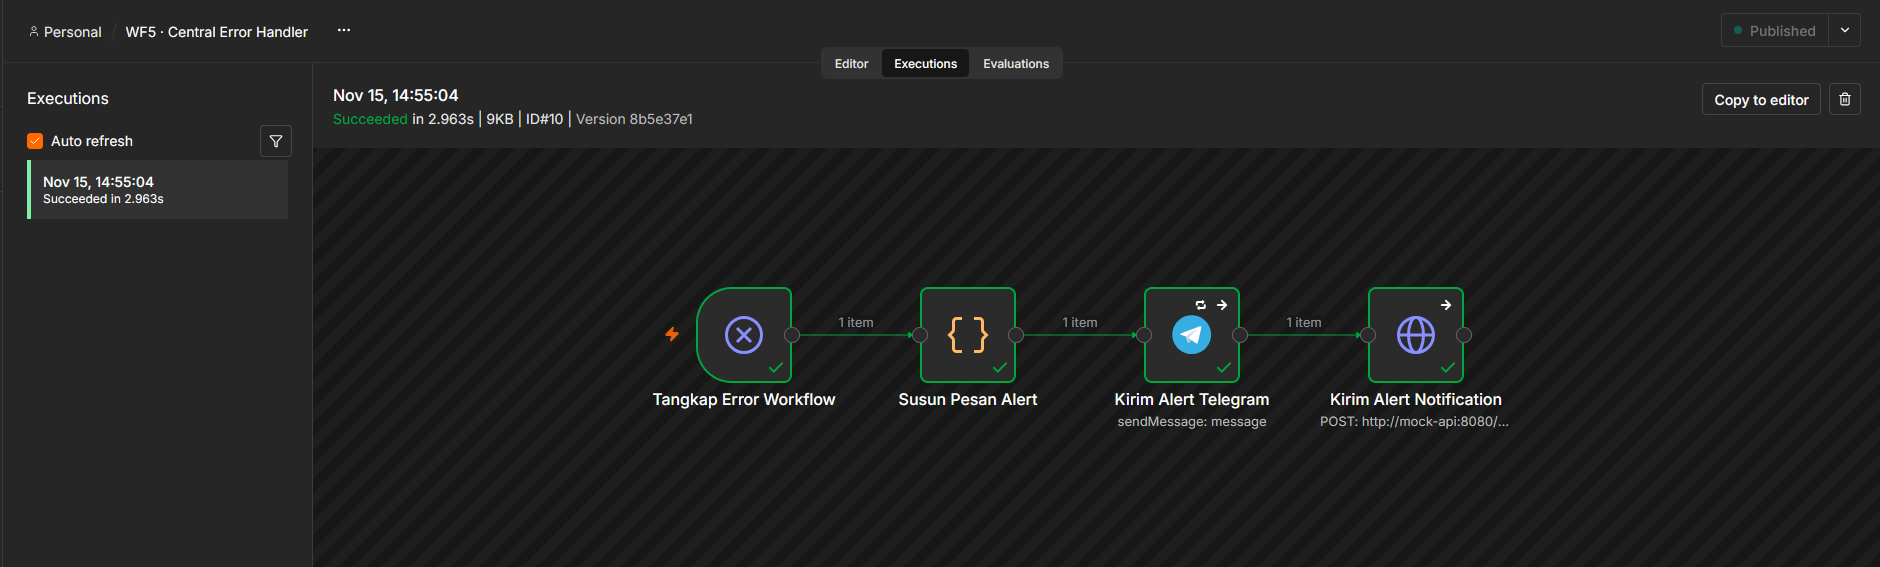 Personal / WF5 · Central Error Handler ...
Published
Editor Executions Evaluations
Executions
Auto refresh
Nov 15, 14:55:04
Succeeded in 2.963s
Nov 15, 14:55:04
Succeeded in 2.963s | 9KB | ID#10 | Version 8b5e37e1
Copy to editor
1 item
1 item
1 item
Tangkap Error Workflow
Susun Pesan Alert
Kirim Alert Telegram
sendMessage: message
Kirim Alert Notification
POST: http://mock-api:8080/...